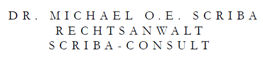 DR. MICHAEL O.E. SCRIBA
RECHTSANWALT
SCRIBA-CONSULT